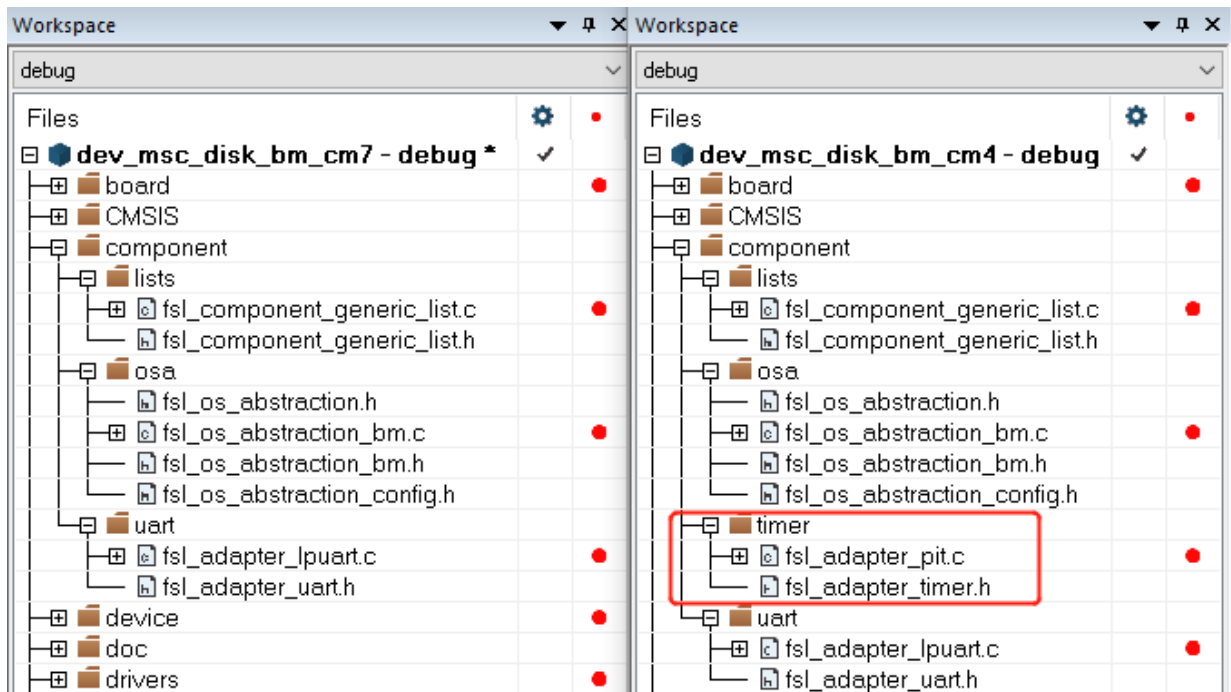 Workspace
debug
Files
dev_msc_disk_bm_cm7 - debug *
board
CMSIS
component
lists
fsl_component_generic_list.c
fsl_component_generic_list.h
osa
fsl_os_abstraction.h
fsl_os_abstraction_bm.c
fsl_os_abstraction_bm.h
fsl_os_abstraction_config.h
uart
fsl_adapter_lpuart.c
fsl_adapter_uart.h
device
doc
drivers
Workspace
debug
Files
dev_msc_disk_bm_cm4 - debug
board
CMSIS
component
lists
fsl_component_generic_list.c
fsl_component_generic_list.h
osa
fsl_os_abstraction.h
fsl_os_abstraction_bm.c
fsl_os_abstraction_bm.h
fsl_os_abstraction_config.h
timer
fsl_adapter_pit.c
fsl_adapter_timer.h
uart
fsl_adapter_lpuart.c
fsl_adapter_uart.h